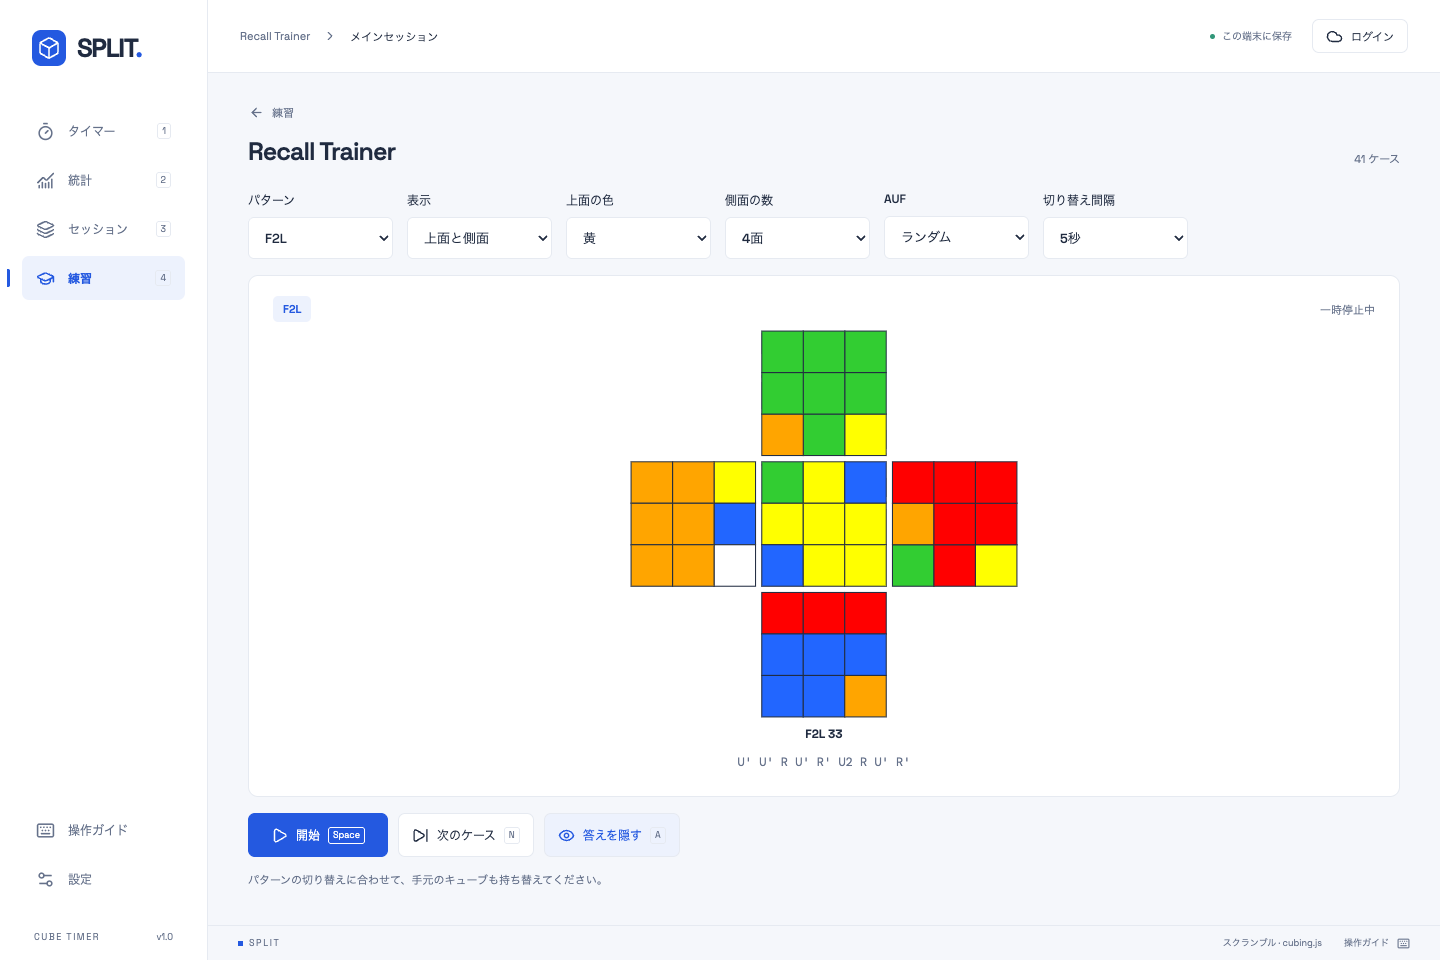 SPLIT.
タイマー 1
統計 2
セッション 3
練習 4
操作ガイド
設定
CUBE TIMER v1.0
Recall Trainer > メインセッション
この端末に保存
ログイン
← 練習
Recall Trainer
41 ケース
パターン
F2L
表示
上面と側面
上面の色
黄
側面の数
4面
AUF
ランダム
切り替え間隔
5秒
F2L
一時停止中
F2L 33
U' U' R U' R' U2 R U' R'
開始 Space
次のケース N
答えを隠す A
パターンの切り替えに合わせて、手元のキューブも持ち替えてください。
SPLIT
スクランブル · cubing.js
操作ガイド